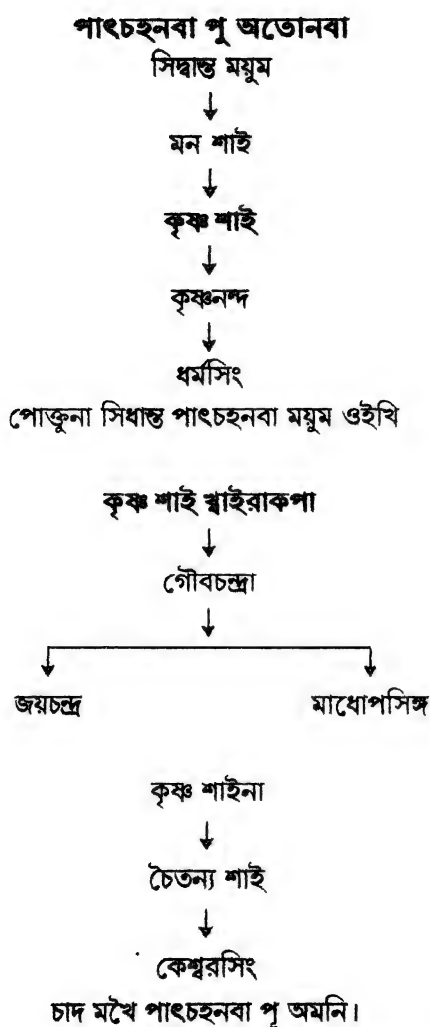 পাৎচহনবা পু অতোনবা
সিদ্বান্ত ময়ুম
↓
মন শাই
↓
কৃষ্ণ শাই
↓
কৃষ্ণনন্দ
↓
ধর্মসিং
পোক্তুনা সিধান্ত পাৎচহনবা ময়ুম ওইখি
কৃষ্ণ শাই খ্বাইরাকপা
↓
গৌবচন্দ্রা
↓
জয়চন্দ্র মাধোপসিঙ্গ
কৃষ্ণ শাইনা
↓
চৈতন্য শাই
↓
কেশ্বরসিং
চাদ মখৈ পাৎচহনবা পু অমনি।